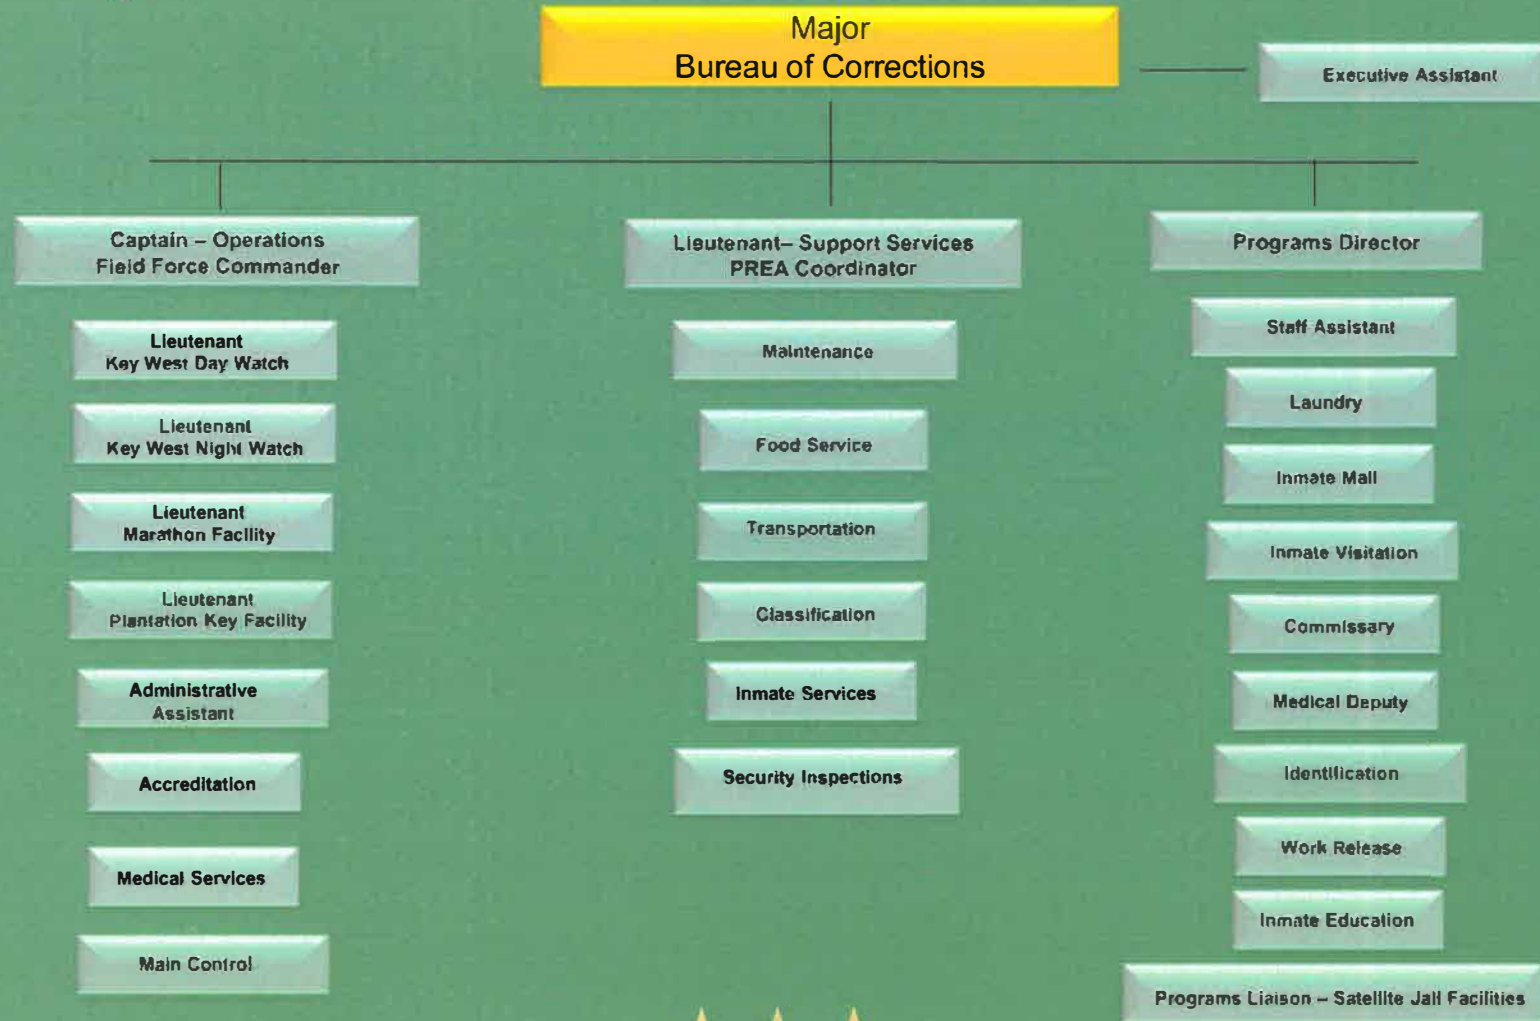 Major
Bureau of Corrections
Executive Assistant
Captain – Operations
Field Force Commander
Lieutenant
Key West Day Watch
Lieutenant
Key West Night Watch
Lieutenant
Marathon Facility
Lieutenant
Plantation Key Facility
Administrative
Assistant
Accreditation
Medical Services
Main Control
Lieutenant– Support Services
PREA Coordinator
Maintenance
Food Service
Transportation
Classification
Inmate Services
Security Inspections
Programs Director
Staff Assistant
Laundry
Inmate Mail
Inmate Visitation
Commissary
Medical Deputy
Identification
Work Release
Inmate Education
Programs Liaison – Satellite Jail Facilities